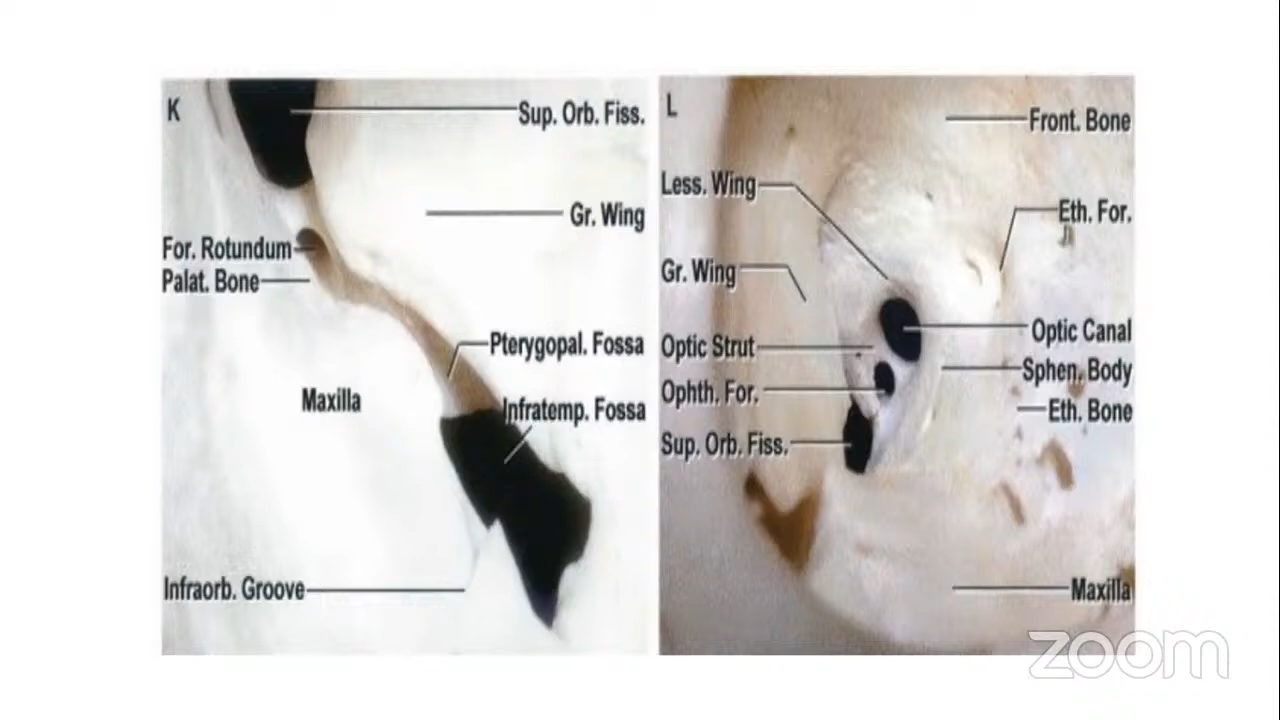 K
Sup. Orb. Fiss.
Gr. Wing
For. Rotundum
Palat. Bone
Pterygopal. Fossa
Maxilla
Infratemp. Fossa
Infraorb. Groove
L
Front. Bone
Less. Wing
Eth. For.
Gr. Wing
Optic Canal
Optic Strut
Sphen. Body
Ophth. For.
Eth. Bone
Sup. Orb. Fiss.
Maxilla
zoom